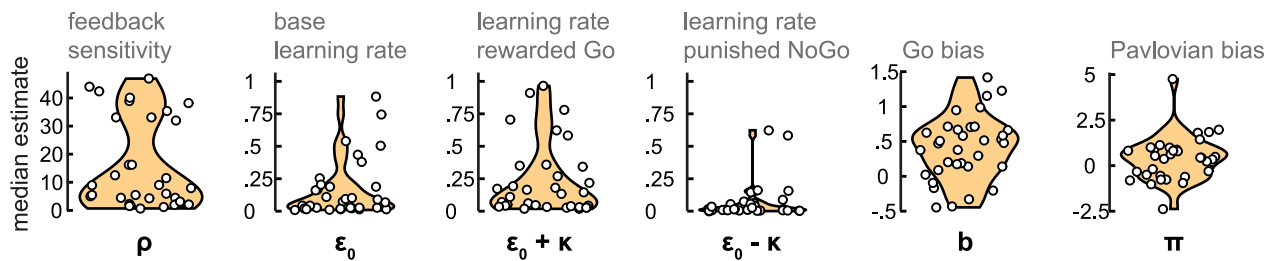 feedback
sensitivity
base
learning rate
learning rate
rewarded Go
learning rate
punished NoGo
Go bias
Pavlovian bias
median estimate
40
30
20
10
0
1
.75
.5
.25
0
1
.75
.5
.25
0
1
.75
.5
.25
0
1.5
1
.5
0
-.5
5
2.5
0
-2.5
ρ
ε₀
ε₀ + κ
ε₀ - κ
b
π